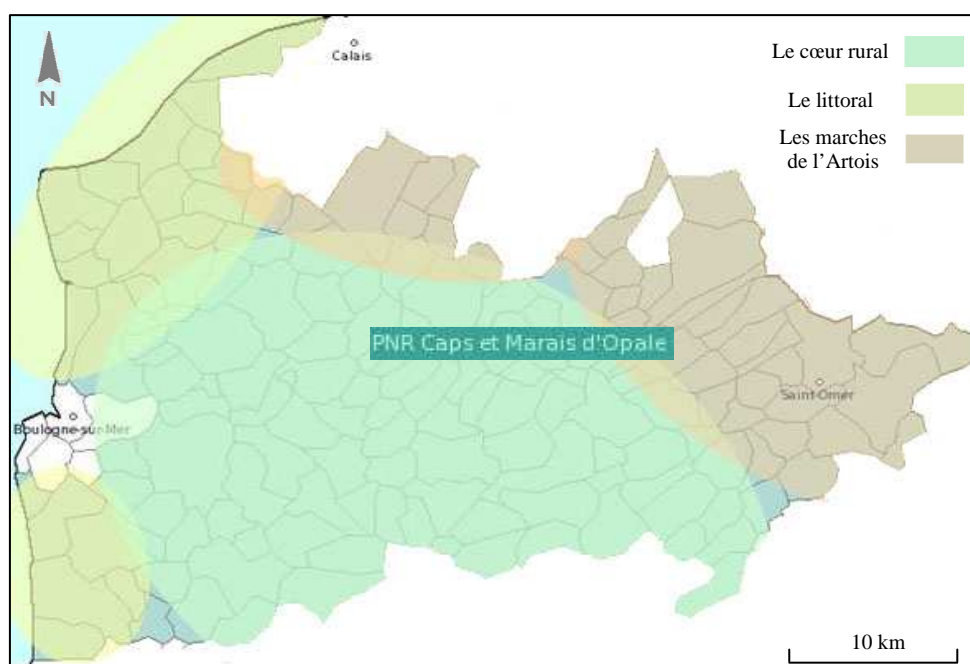 N
Calais
Le cœur rural
Le littoral
Les marches
de l'Artois
PNR Caps et Marais d'Opale
Saint-Omer
Boulogne-sur-Mer
10 km